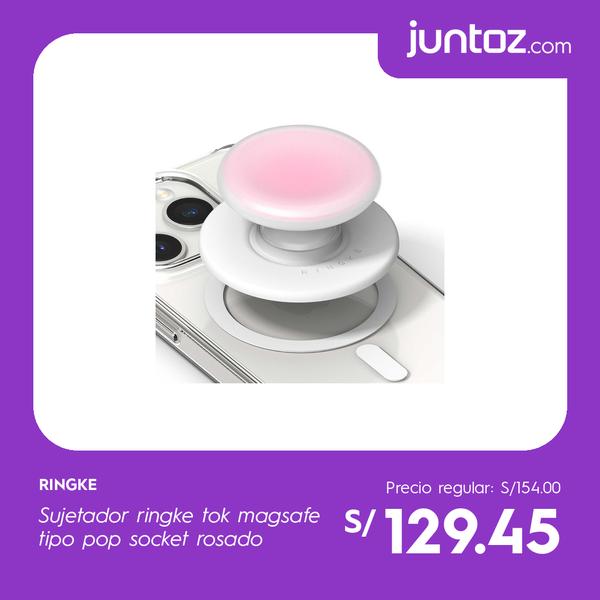 juntoz.com
RINGKE
RINGKE
Sujetador ringke tok magsafe
tipo pop socket rosado
Precio regular: S/154.00
S/129.45